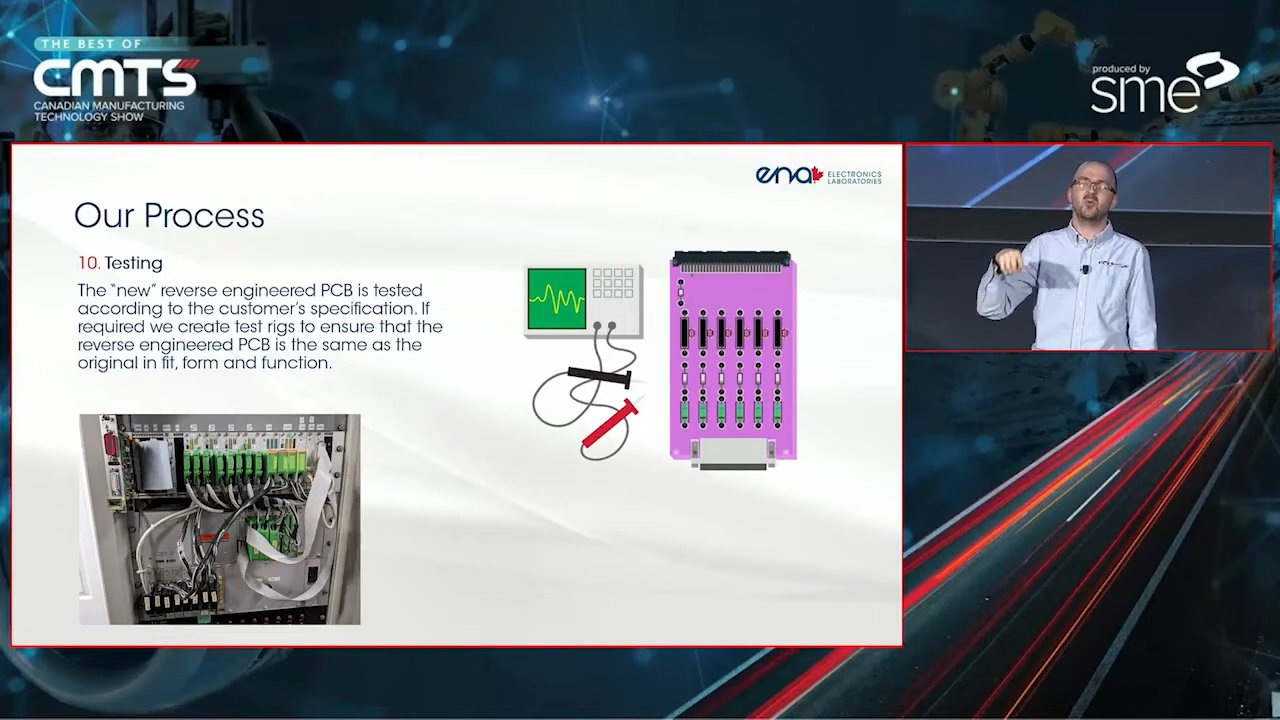 THE BEST OF
CMTS
CANADIAN MANUFACTURING
TECHNOLOGY SHOW
produced by
sme
ena ELECTRONICS
LABORATORIES
Our Process
10. Testing
The “new” reverse engineered PCB is tested
according to the customer’s specification. If
required we create test rigs to ensure that the
reverse engineered PCB is the same as the
original in fit, form and function.